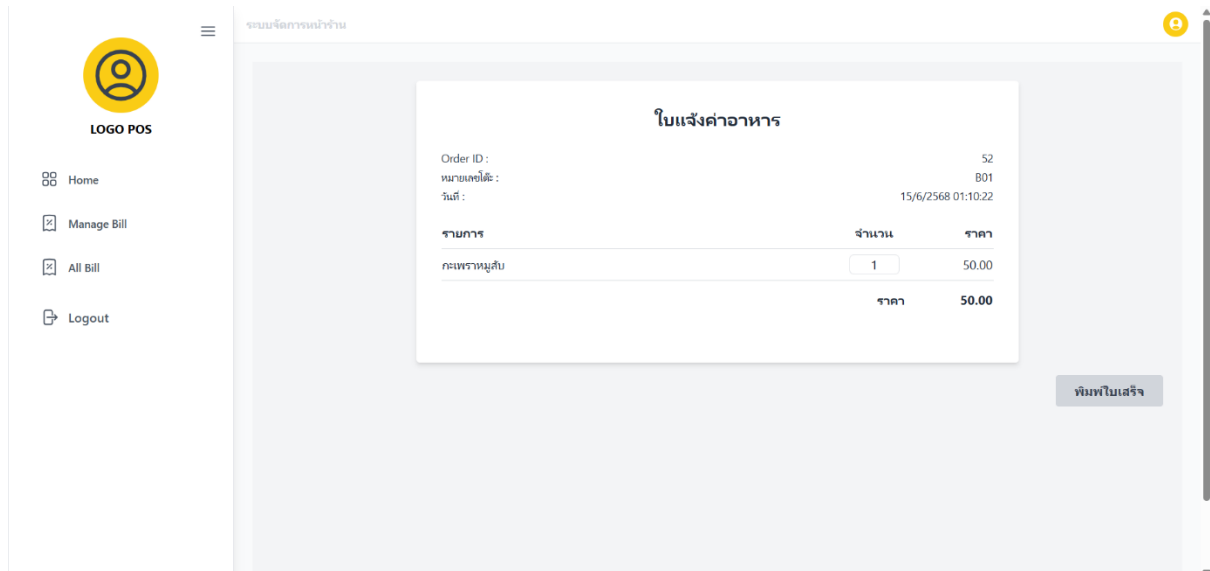 ระบบจัดการหน้าร้าน
LOGO POS
Home
Manage Bill
All Bill
Logout
ใบแจ้งค่าอาหาร
Order ID : 52
หมายเลขโต๊ะ : B01
วันที่ : 15/6/2568 01:10:22
รายการ จำนวน ราคา
กะเพราหมูสับ 1 50.00
ราคา 50.00
พิมพ์ใบเสร็จ